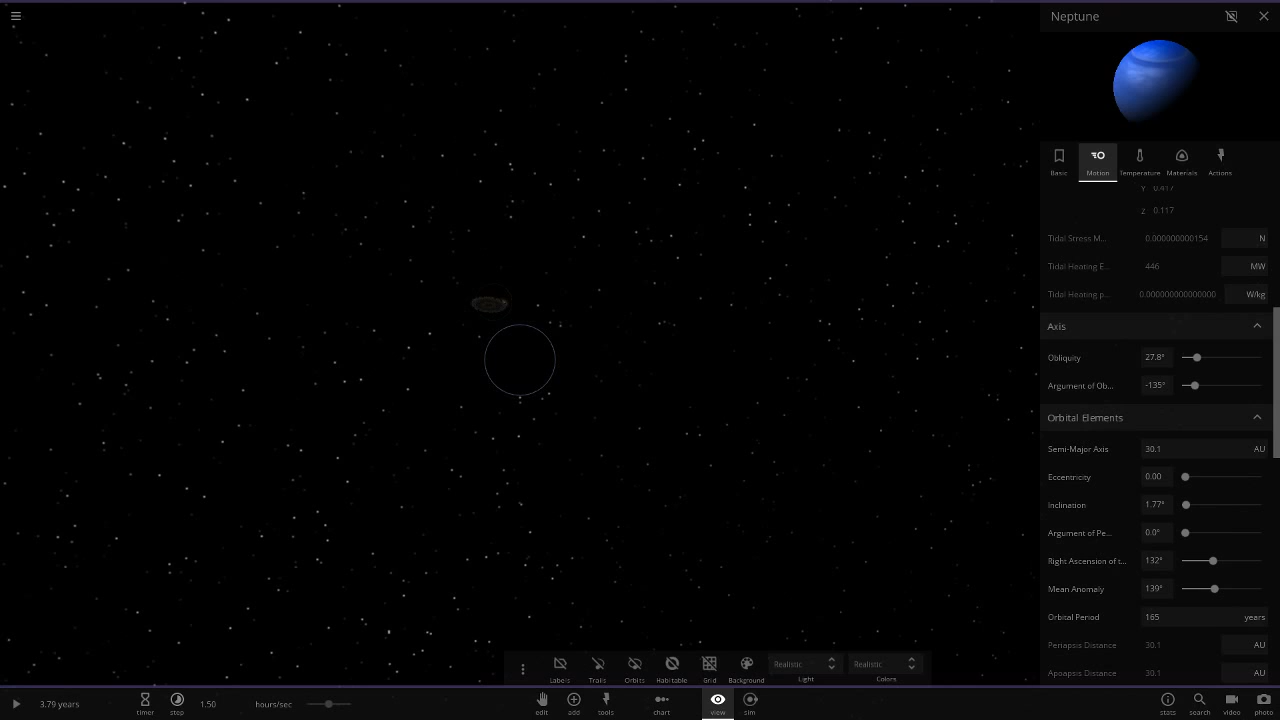 Neptune
Basic
Motion
Temperature
Materials
Actions
Y 0.417
Z 0.117
Tidal Stress M... 0.000000000154 N
Tidal Heating E... 446 MW
Tidal Heating p... 0.000000000000000 W/kg
Axis
Obliquity 27.8°
Argument of Ob... -135°
Orbital Elements
Semi-Major Axis 30.1 AU
Eccentricity 0.00
Inclination 1.77°
Argument of Pe... 0.0°
Right Ascension of t... 132°
Mean Anomaly 139°
Orbital Period 165 years
Periapsis Distance 30.1 AU
Apoapsis Distance 30.1 AU
Labels
Trails
Orbits
Habitable
Grid
Background
Realistic
Light
Realistic
Colors
3.79 years
timer
step
1.50 hours/sec
edit
add
tools
chart
view
sim
stats
search
video
photo